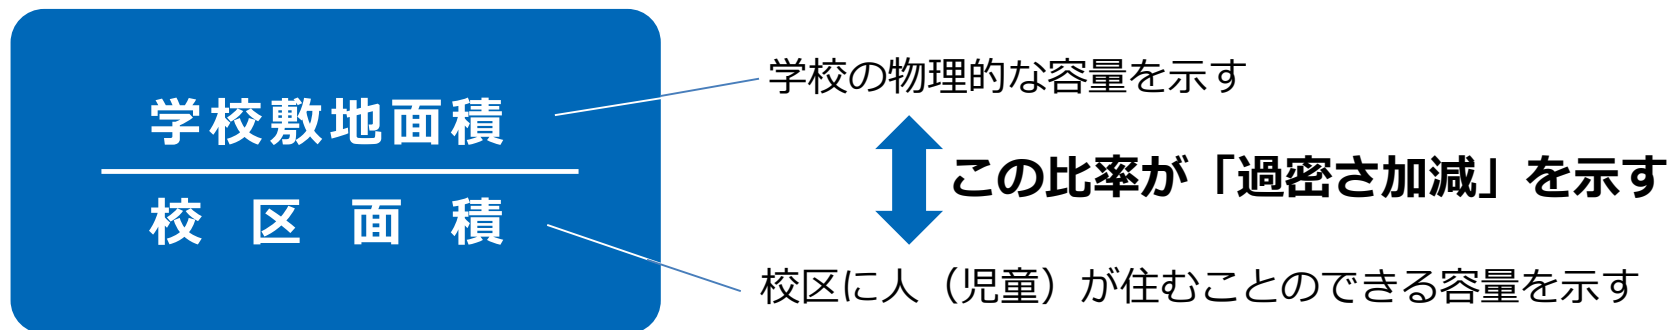 学校敷地面積
校区面積
学校の物理的な容量を示す
この比率が「過密さ加減」を示す
校区に人（児童）が住むことのできる容量を示す